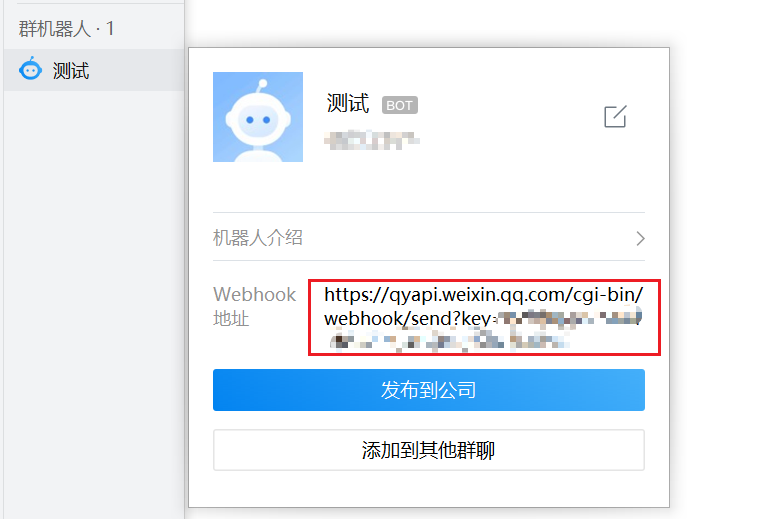 群机器人 · 1
测试
测试 BOT
机器人介绍
Webhook
地址
https://qyapi.weixin.qq.com/cgi-bin/
webhook/send?key=
发布到公司
添加到其他群聊